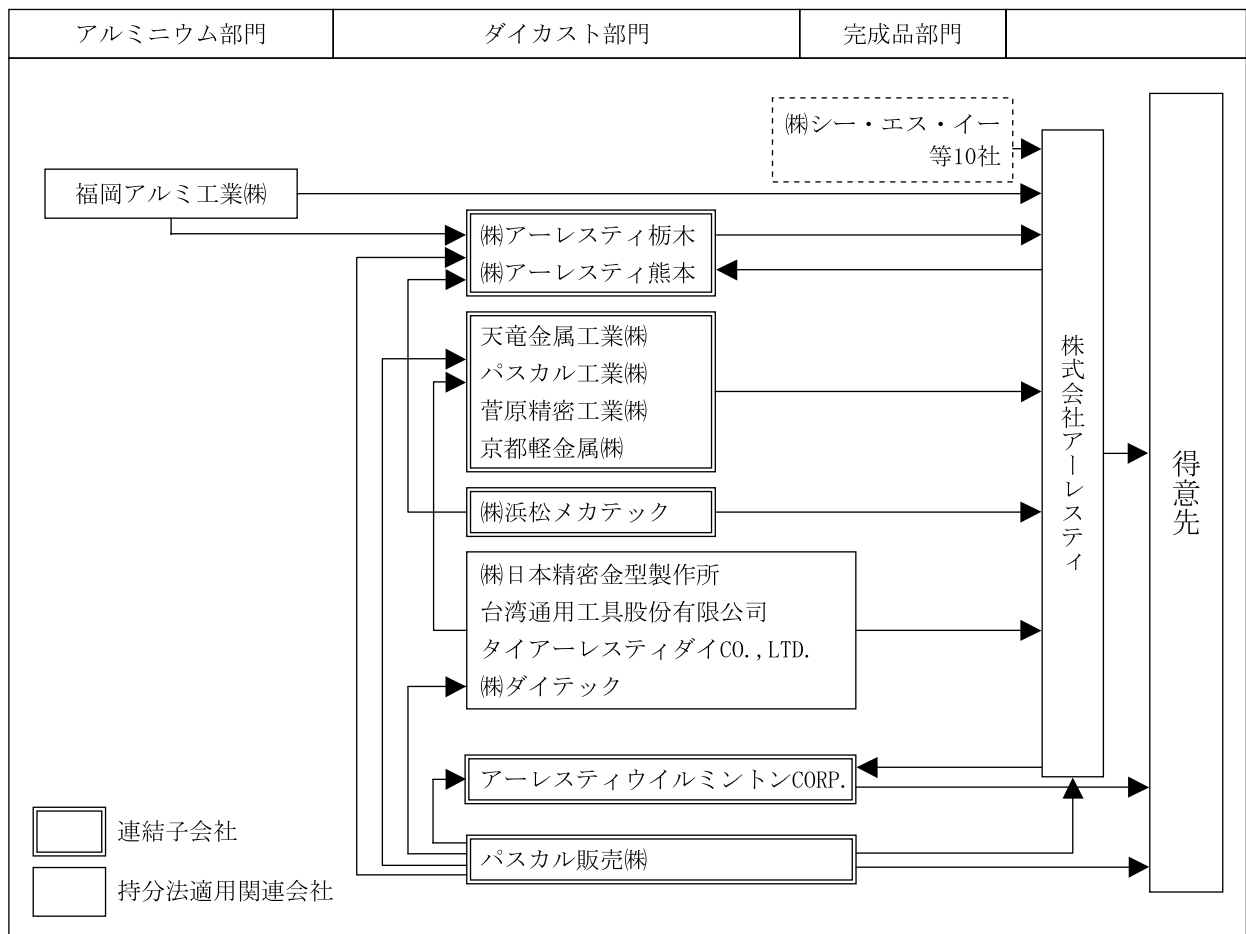 アルミニウム部門
ダイカスト部門
完成品部門
㈱シー・エス・イー
等10社
福岡アルミ工業㈱
㈱アーレスティ栃木
㈱アーレスティ熊本
天竜金属工業㈱
パスカル工業㈱
菅原精密工業㈱
京都軽金属㈱
㈱浜松メカテック
㈱日本精密金型製作所
台湾通用工具股份有限公司
タイアーレスティダイCO.,LTD.
㈱ダイテック
アーレスティウイルミントンCORP.
パスカル販売㈱
株式会社アーレスティ
得意先
連結子会社
持分法適用関連会社